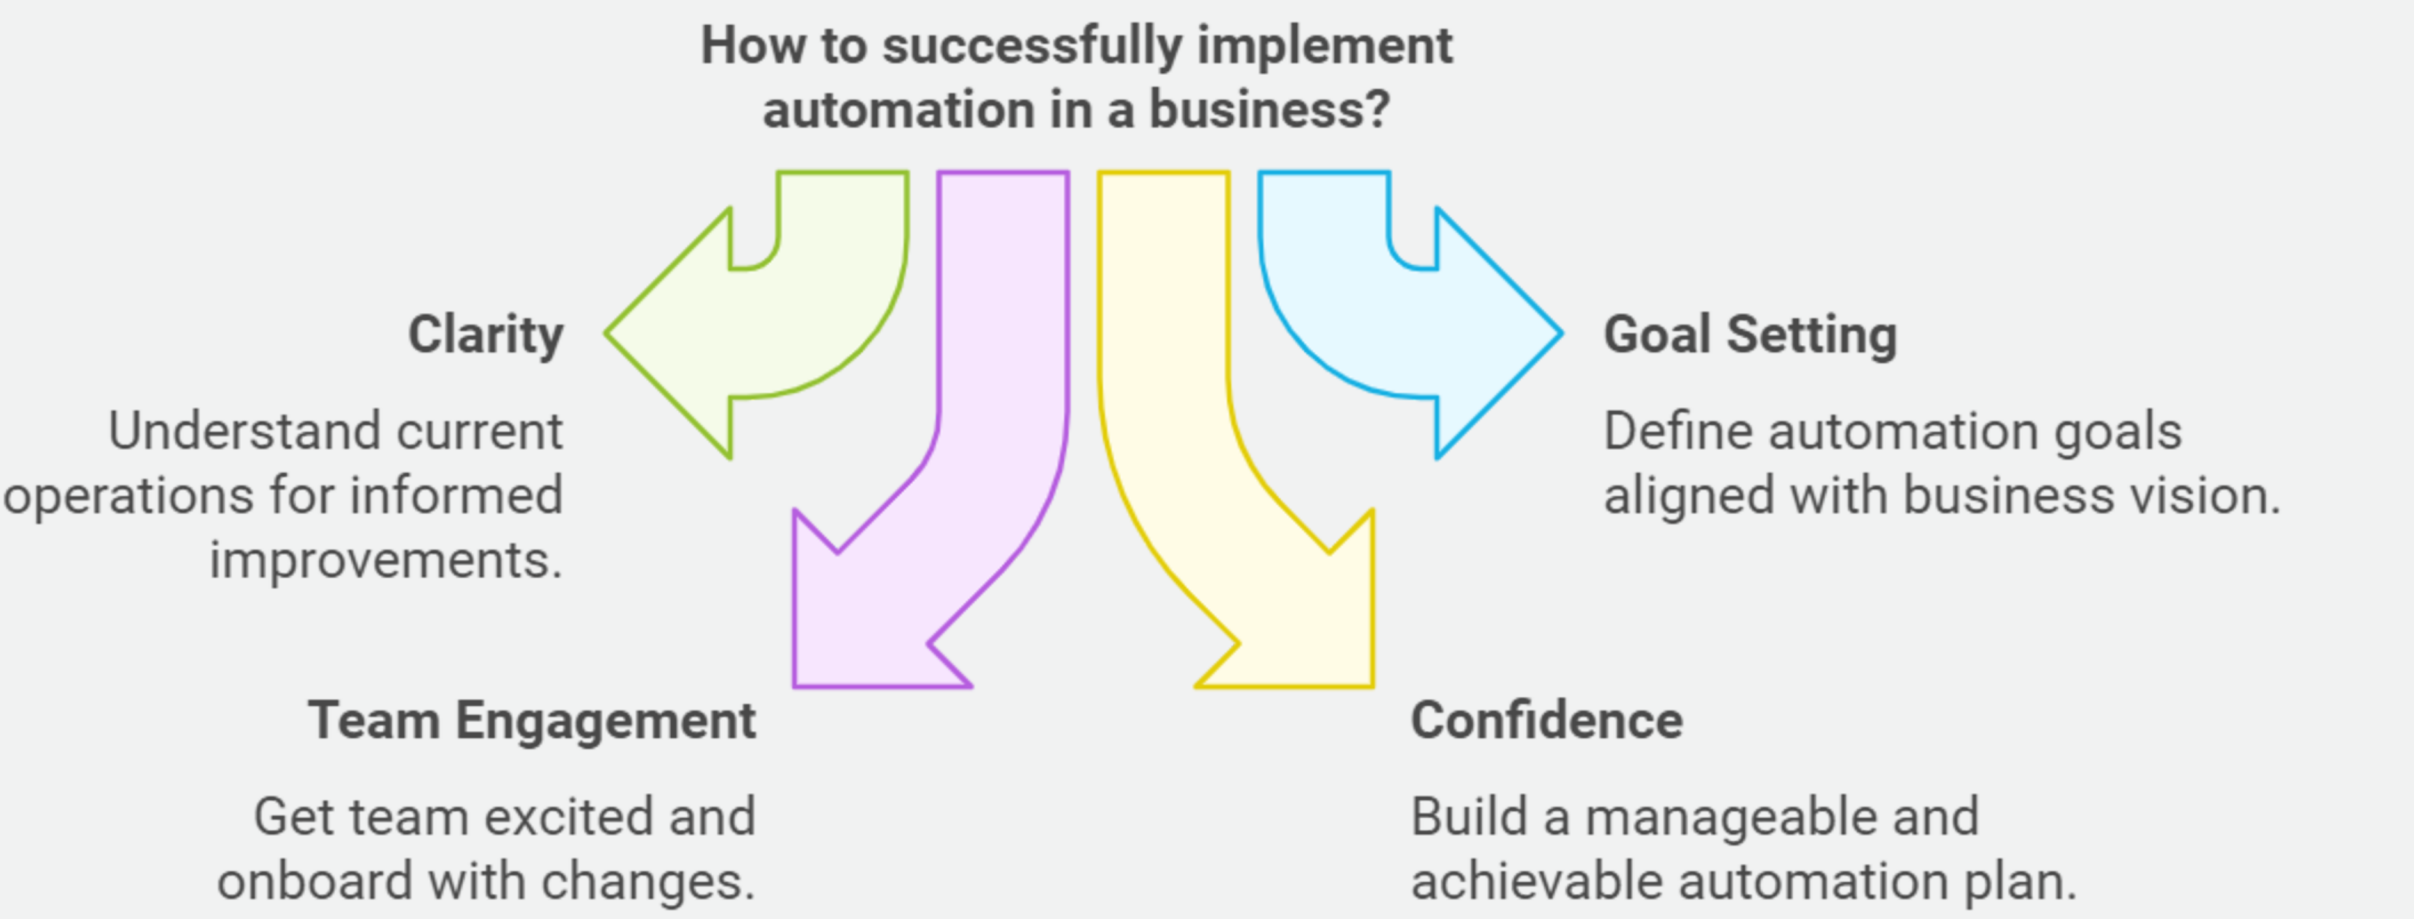 How to successfully implement
automation in a business?
Clarity
Understand current
operations for informed
improvements.
Goal Setting
Define automation goals
aligned with business vision.
Team Engagement
Get team excited and
onboard with changes.
Confidence
Build a manageable and
achievable automation plan.